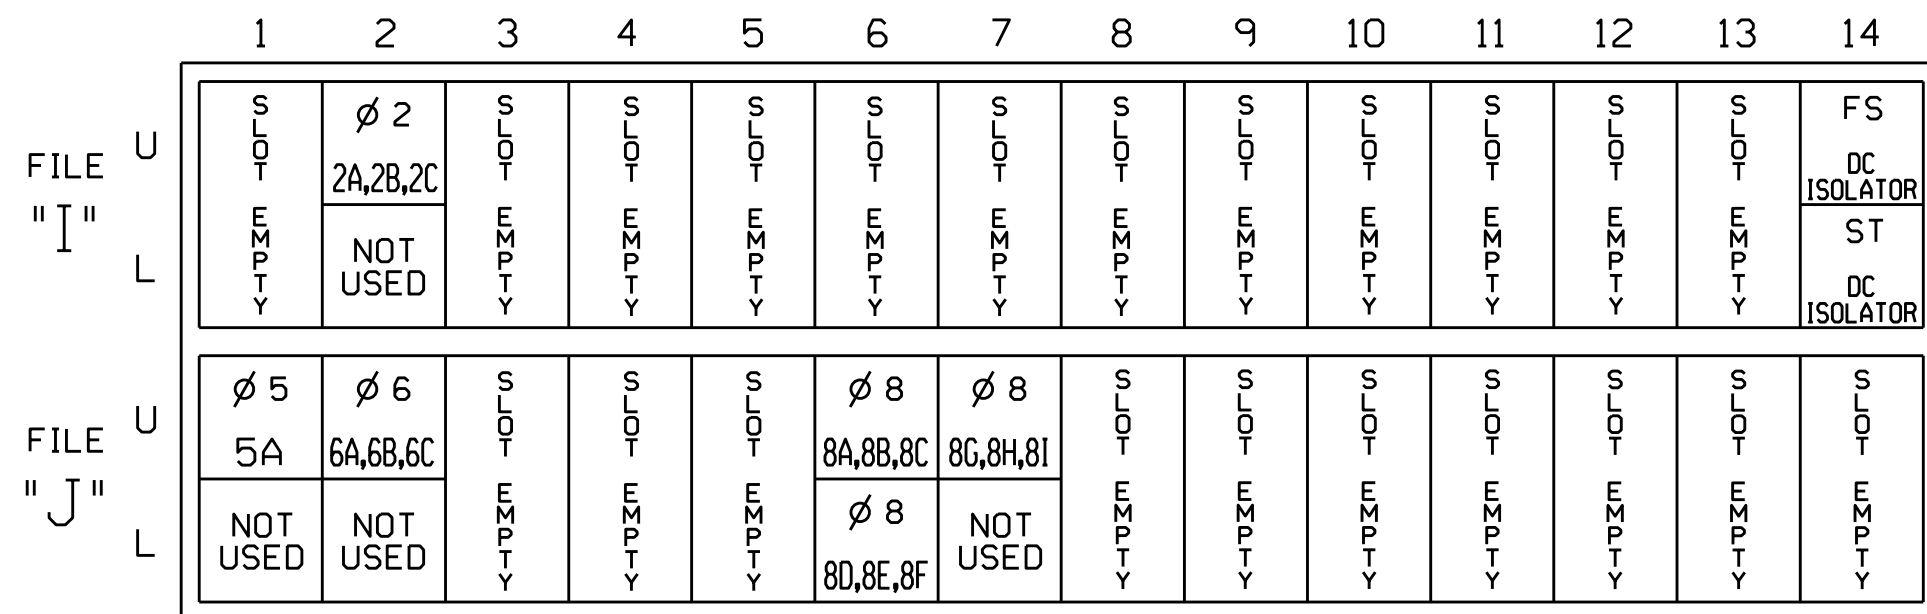 1 2 3 4 5 6 7 8 9 10 11 12 13 14
FILE "I"
U
L
SLOT EMPTY
Ø 2
2A,2B,2C
NOT USED
SLOT EMPTY
SLOT EMPTY
SLOT EMPTY
SLOT EMPTY
SLOT EMPTY
SLOT EMPTY
SLOT EMPTY
SLOT EMPTY
SLOT EMPTY
SLOT EMPTY
SLOT EMPTY
FS
DC
ISOLATOR
ST
DC
ISOLATOR
FILE "J"
U
L
Ø 5
5A
NOT USED
Ø 6
6A,6B,6C
NOT USED
SLOT EMPTY
SLOT EMPTY
SLOT EMPTY
Ø 8
8A,8B,8C
Ø 8
8D,8E,8F
Ø 8
8G,8H,8I
NOT USED
SLOT EMPTY
SLOT EMPTY
SLOT EMPTY
SLOT EMPTY
SLOT EMPTY
SLOT EMPTY
SLOT EMPTY